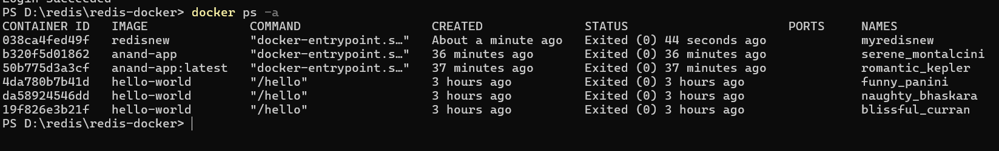 Login Succeeded
PS D:\redis\redis-docker> docker ps -a
CONTAINER ID   IMAGE              COMMAND                  CREATED              STATUS                      PORTS     NAMES
038ca4fed49f   redisnew           "docker-entrypoint.s…"   About a minute ago   Exited (0) 44 seconds ago             myredisnew
b320f5d01862   anand-app          "docker-entrypoint.s…"   36 minutes ago       Exited (0) 36 minutes ago             serene_montalcini
50b775d3a3cf   anand-app:latest   "docker-entrypoint.s…"   37 minutes ago       Exited (0) 37 minutes ago             romantic_kepler
4da780b7b41d   hello-world        "/hello"                 3 hours ago          Exited (0) 3 hours ago                funny_panini
da58924546dd   hello-world        "/hello"                 3 hours ago          Exited (0) 3 hours ago                naughty_bhaskara
19f826e3b21f   hello-world        "/hello"                 3 hours ago          Exited (0) 3 hours ago                blissful_curran
PS D:\redis\redis-docker>